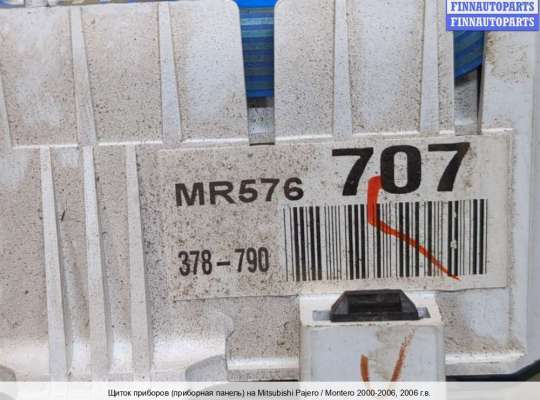 FINNAUTOPARTS
FINNAUTOPARTS
MR576 707
378-790
Щиток приборов (приборная панель) на Mitsubishi Pajero / Montero 2000-2006, 2006 г.в.